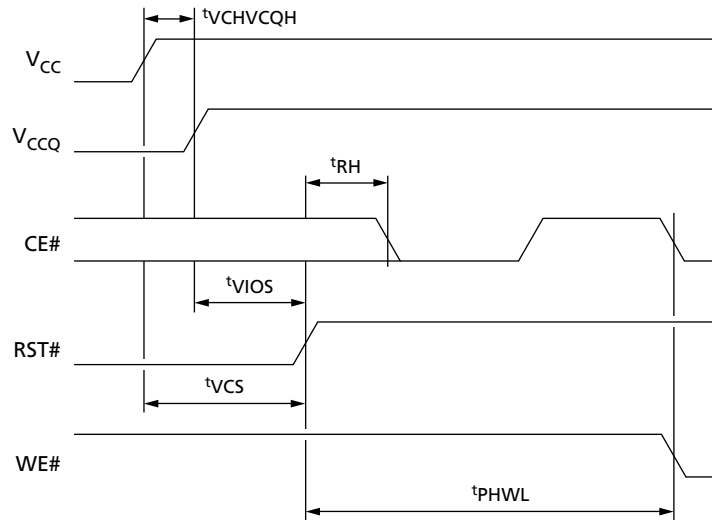 tVCHVCQH
VCC
VCCQ
tRH
CE#
tVIOS
RST#
tVCS
WE#
tPHWL